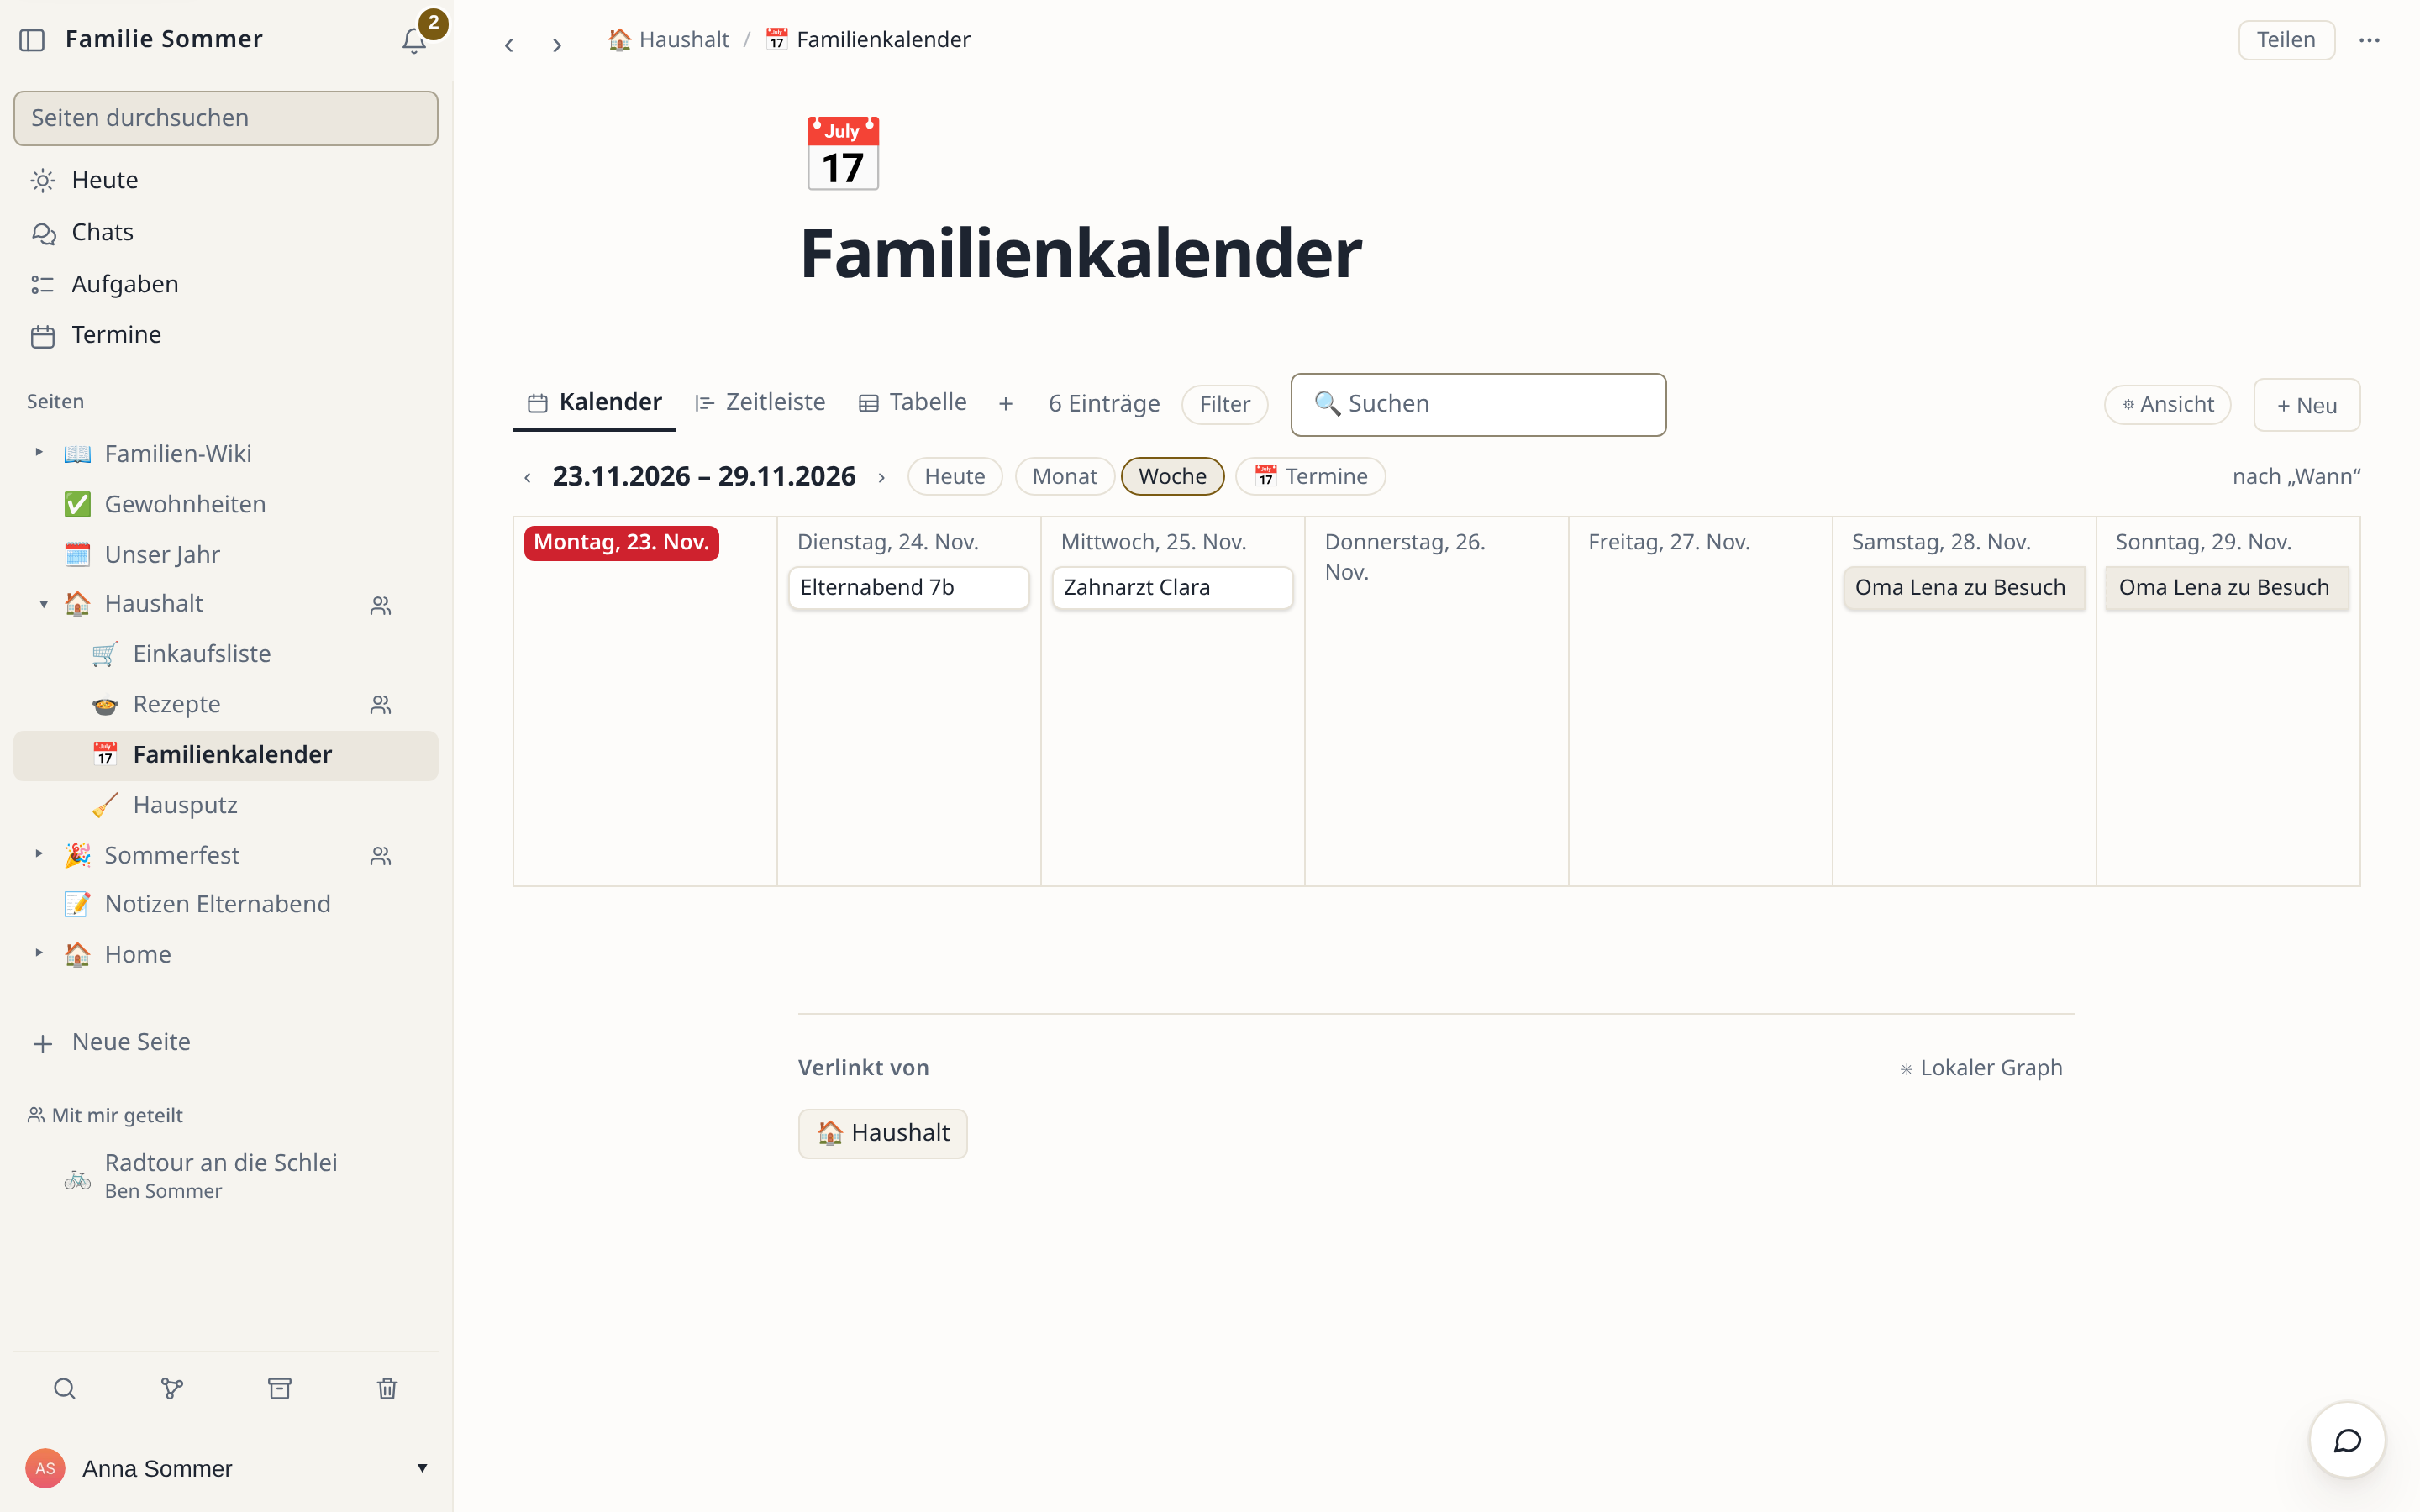 Familie Sommer
2
Seiten durchsuchen
Heute
Chats
Aufgaben
Termine
Seiten
Familien-Wiki
Gewohnheiten
Unser Jahr
Haushalt
Einkaufsliste
Rezepte
Familienkalender
Hausputz
Sommerfest
Notizen Elternabend
Home
Neue Seite
Mit mir geteilt
Radtour an die Schlei
Ben Sommer
AS Anna Sommer
Haushalt / Familienkalender
Teilen
July
17
Familienkalender
Kalender Zeitleiste Tabelle + 6 Einträge Filter Suchen Ansicht + Neu
23.11.2026 – 29.11.2026 Heute Monat Woche Termine nach „Wann“
Montag, 23. Nov.
Dienstag, 24. Nov.
Elternabend 7b
Mittwoch, 25. Nov.
Zahnarzt Clara
Donnerstag, 26.
Nov.
Freitag, 27. Nov.
Samstag, 28. Nov.
Oma Lena zu Besuch
Sonntag, 29. Nov.
Oma Lena zu Besuch
Verlinkt von
Lokaler Graph
Haushalt